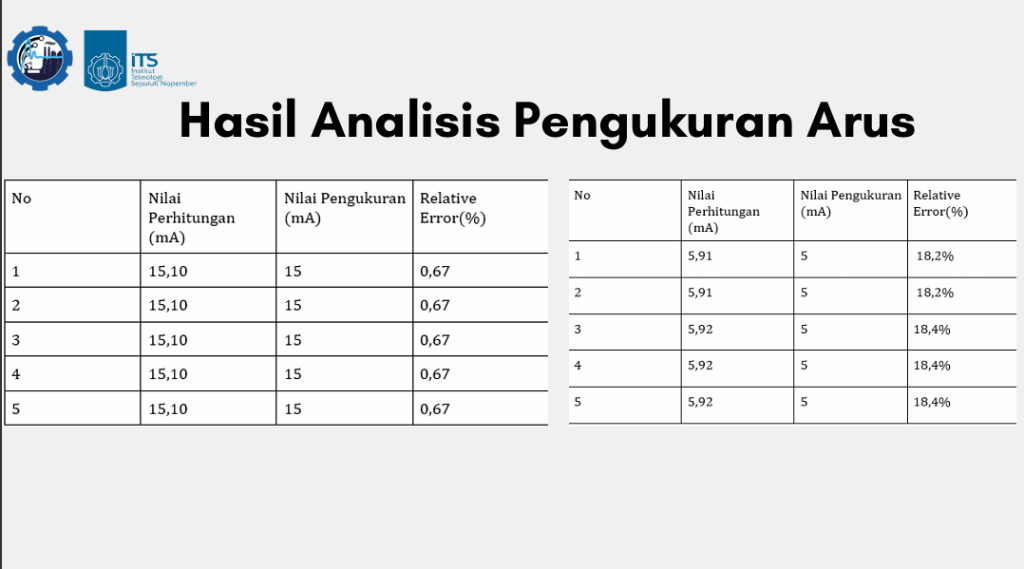 iTS
Institut
Teknologi
Sepuluh Nopember
Hasil Analisis Pengukuran Arus
No Nilai Perhitungan (mA) Nilai Pengukuran (mA) Relative Error(%)
1 15,10 15 0,67
2 15,10 15 0,67
3 15,10 15 0,67
4 15,10 15 0,67
5 15,10 15 0,67
No Nilai Perhitungan (mA) Nilai Pengukuran (mA) Relative Error(%)
1 5,91 5 18,2%
2 5,91 5 18,2%
3 5,92 5 18,4%
4 5,92 5 18,4%
5 5,92 5 18,4%